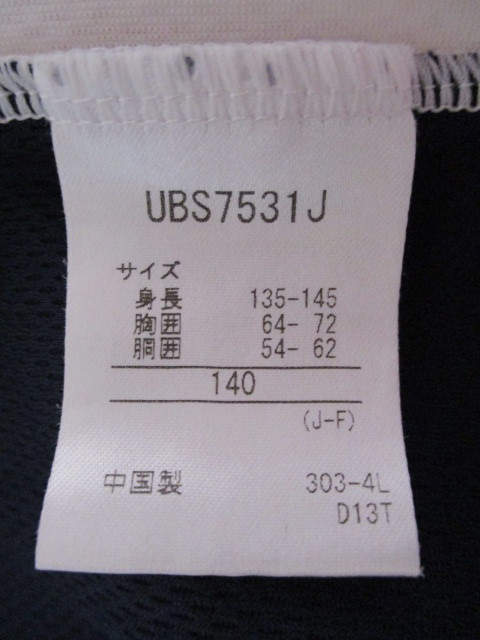 UBS7531J
サイズ
身長 135-145
胸囲 64- 72
胴囲 54- 62
140
(J-F)
中国製 303-4L
D13T